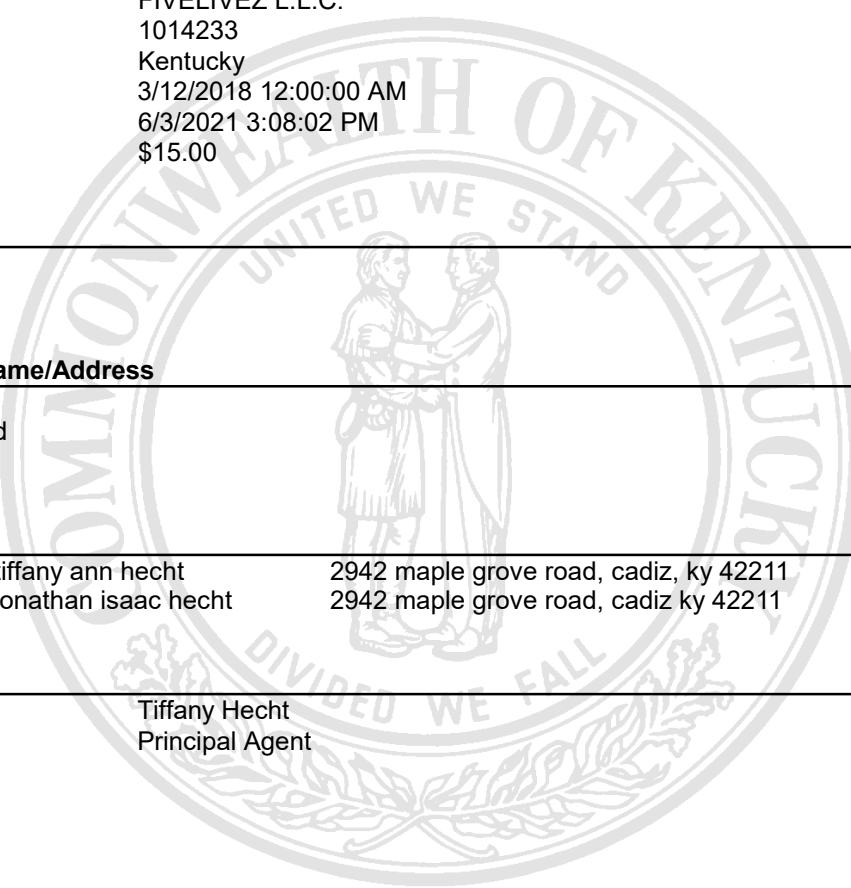 FIVELIVEZ L.L.C.
1014233
Kentucky
3/12/2018 12:00:00 AM
6/3/2021 3:08:02 PM
$15.00
COMMONWEALTH OF KENTUCKY
UNITED WE STAND
ame/Address
d
tiffany ann hecht 2942 maple grove road, cadiz, ky 42211
onathan isaac hecht 2942 maple grove road, cadiz ky 42211
DIVIDED WE FALL
Tiffany Hecht
Principal Agent